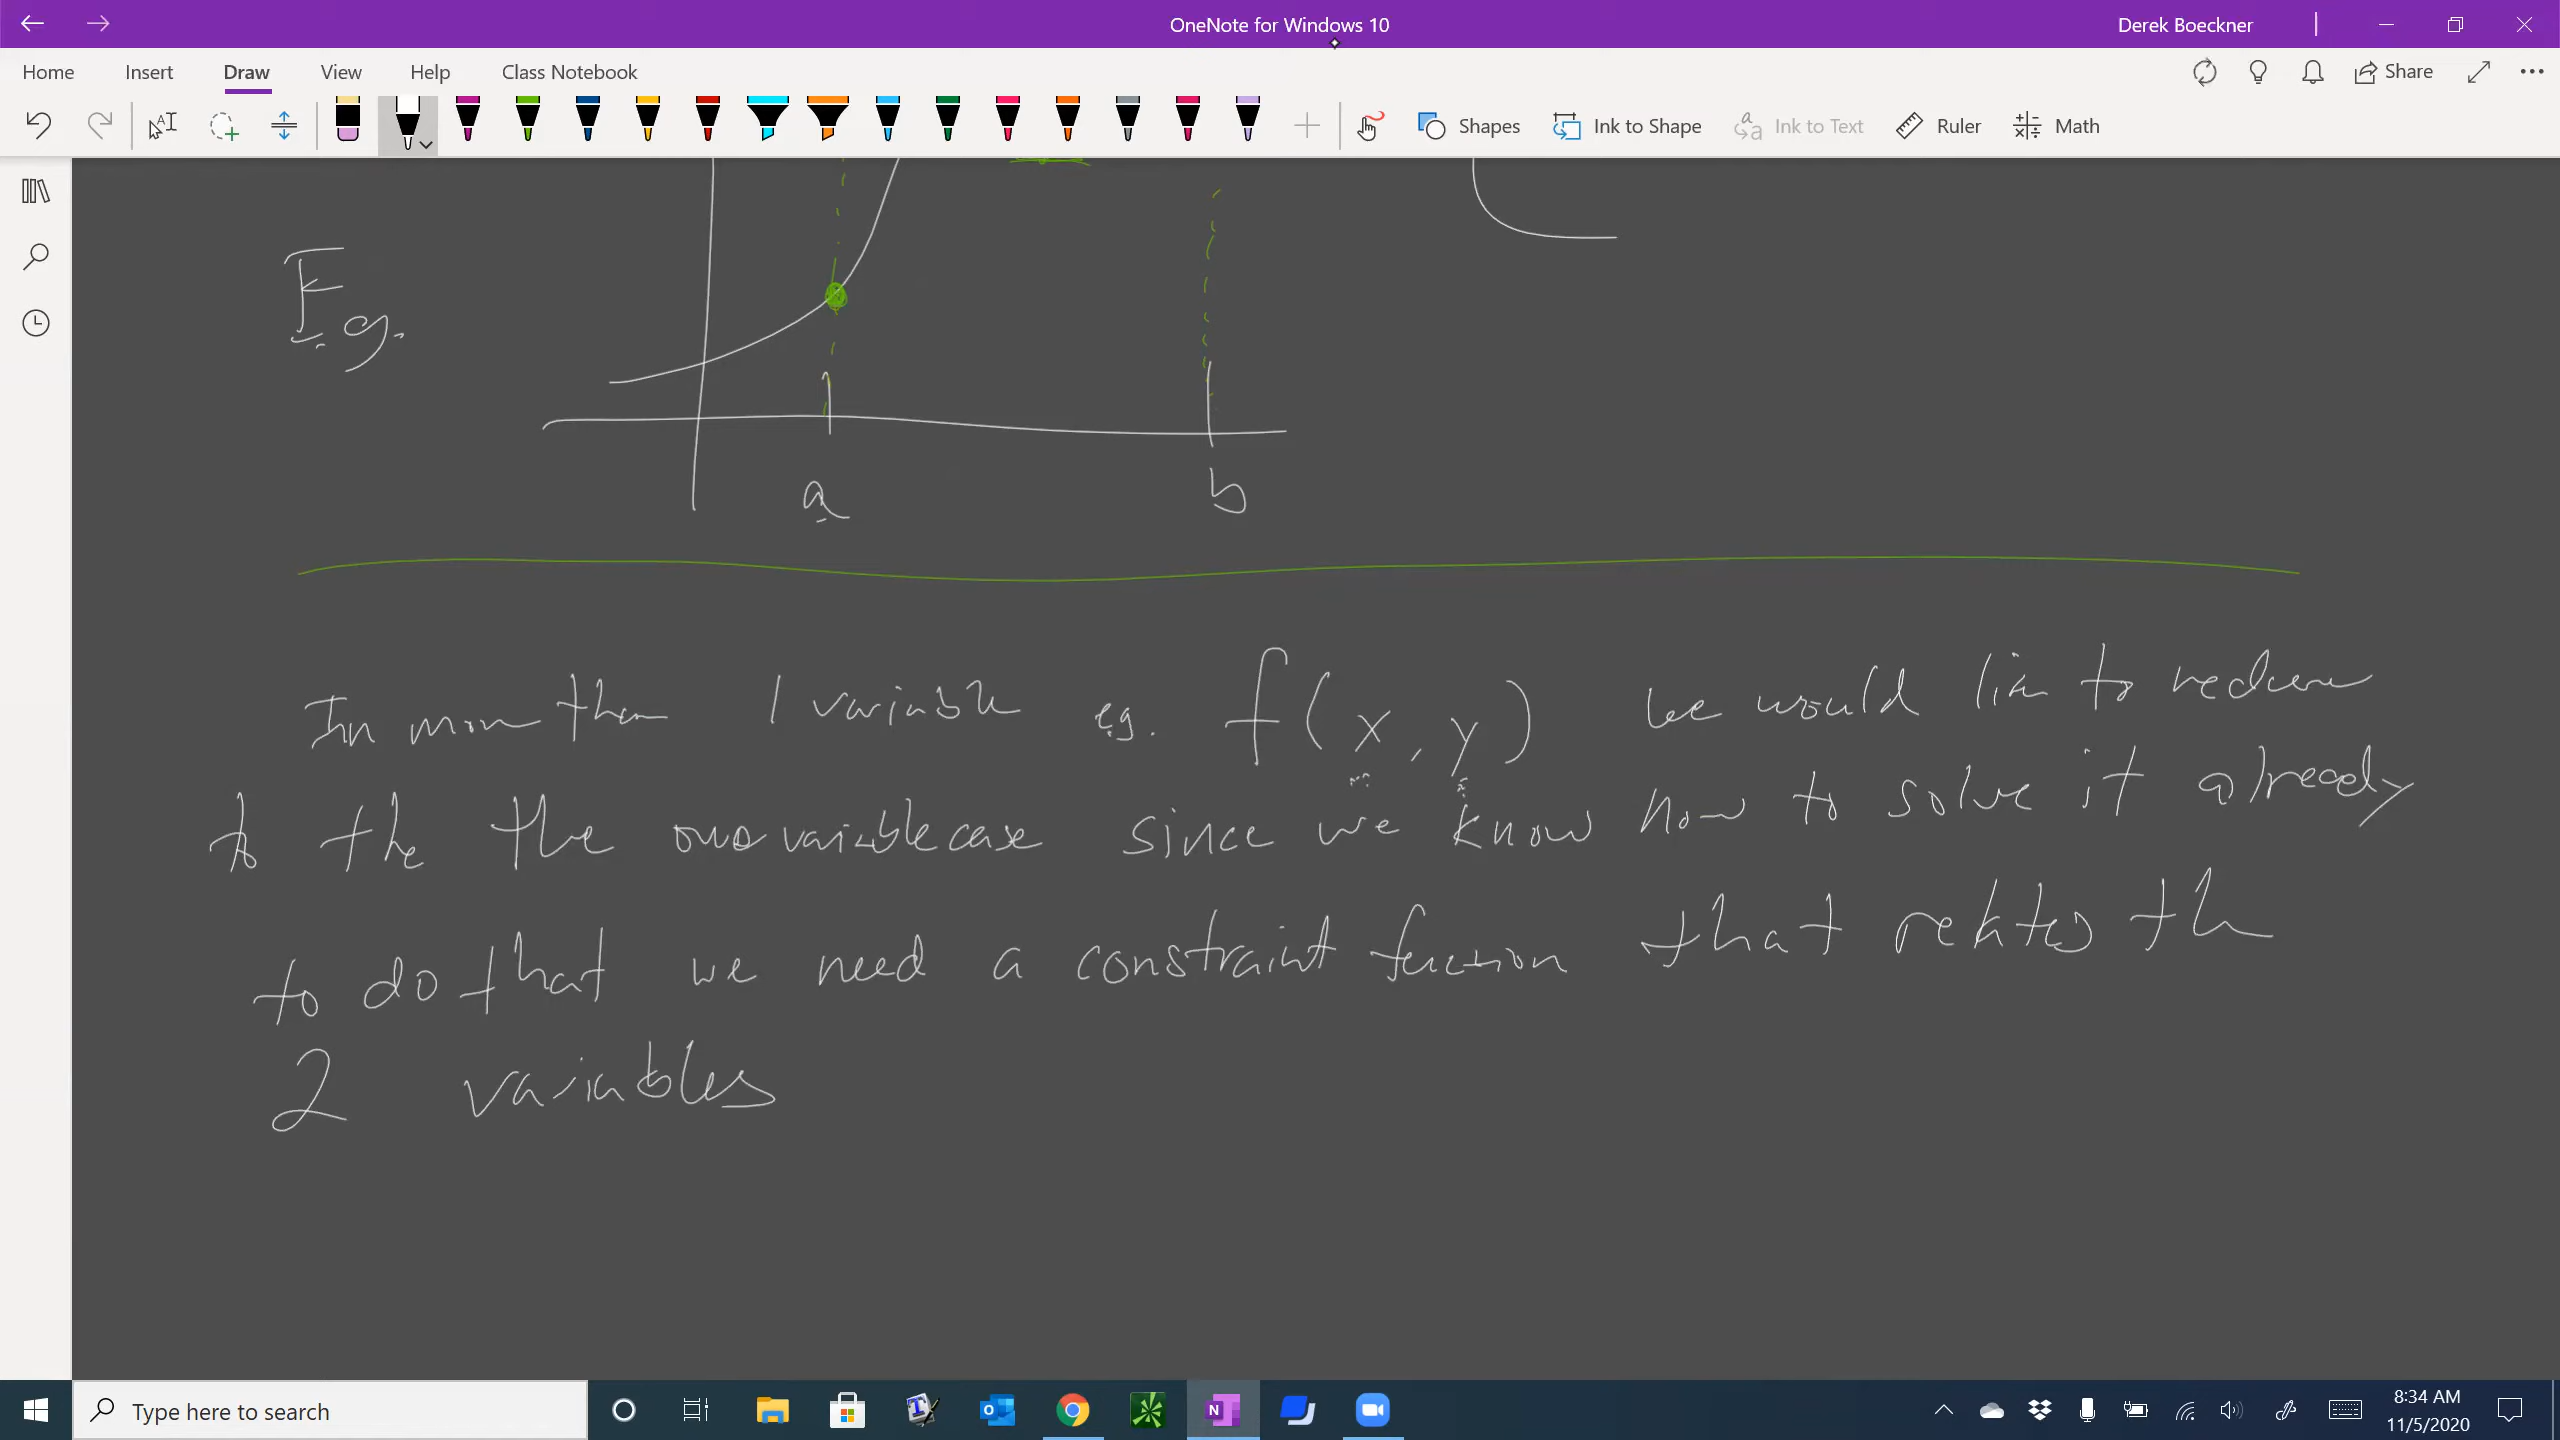 OneNote for Windows 10
Derek Boeckner
Home Insert Draw View Help Class Notebook
Share
Shapes Ink to Shape Ink to Text Ruler Math
E.g.
a b
In more than 1 variable e.g. f(x, y) we would like to reduce
to the the one variable case since we know how to solve it already
to do that we need a constraint function that relates the
2 variables
Type here to search
8:34 AM
11/5/2020